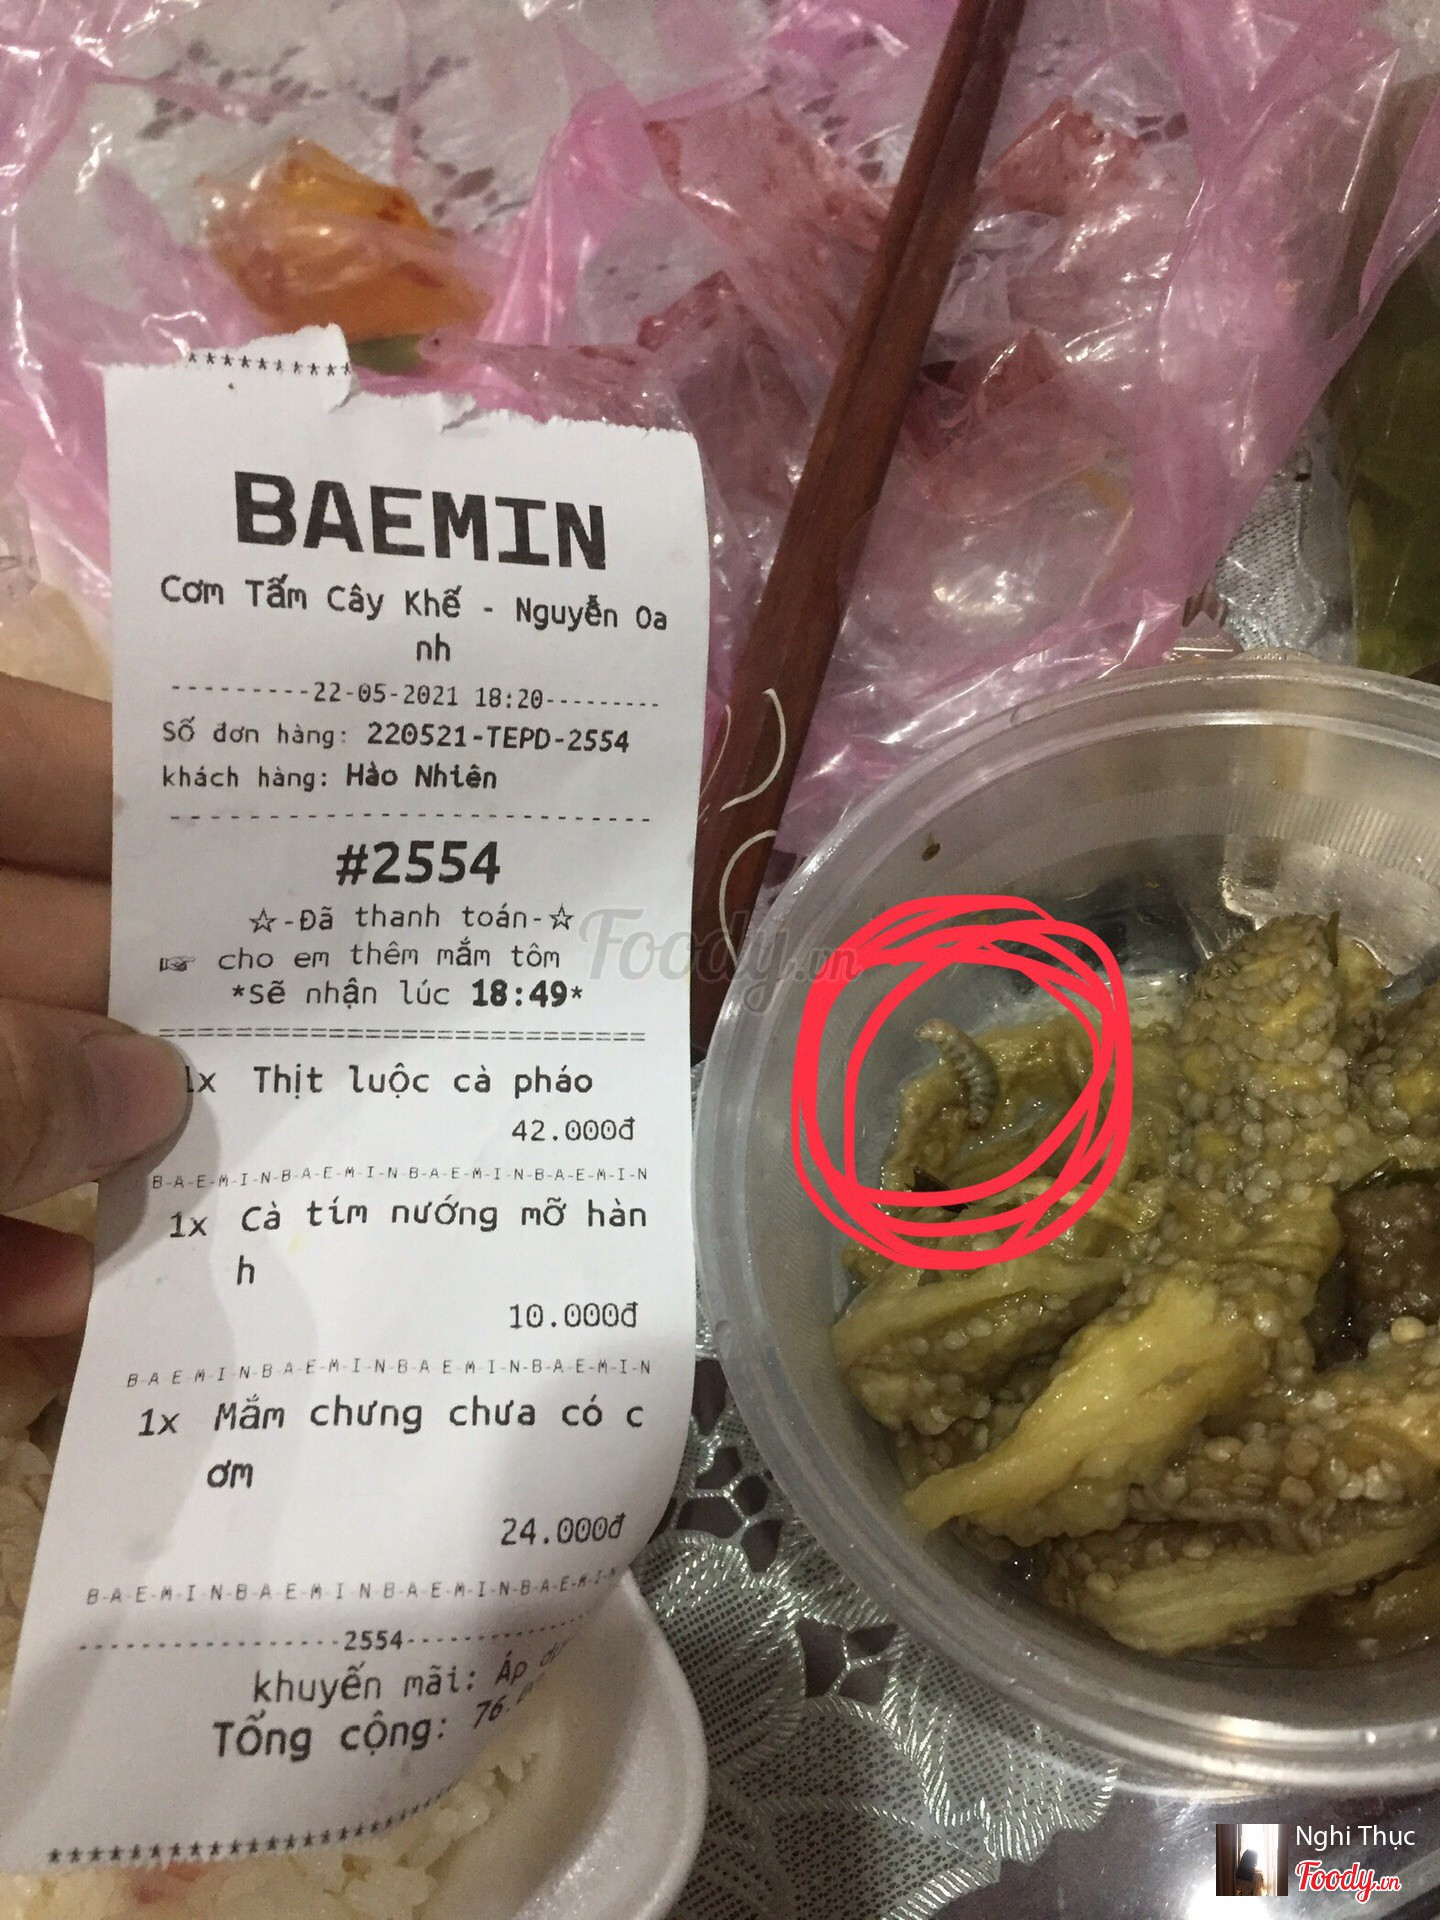 *********
BAEMIN
Cơm Tấm Cây Khế - Nguyễn Oa
nh
---------22-05-2021 18:20---------
Số đơn hàng: 220521-TEPD-2554
khách hàng: Hào Nhiên
#2554
☆-Đã thanh toán-☆
☞ cho em thêm mắm tôm
*Sẽ nhận lúc 18:49*
1x Thịt luộc cà pháo
42.000đ
B-A-E-M-I-N-B-A-E-M-I-N-B-A-E-M-I-N-B-A-E-M-I-N
1x Cà tím nướng mỡ hàn
h
10.000đ
B-A-E-M-I-N-B-A-E-M-I-N-B-A-E-M-I-N-B-A-E-M-I-N
1x Mắm chưng chưa có c
ơm
24.000đ
B-A-E-M-I-N-B-A-E-M-I-N-B-A-E-M-I-N-B-A-E-M-I-N
------------------2554------------
khuyến mãi: Áp
Tổng cộng: 76.
Foody.vn
Nghi Thục
Foody.vn